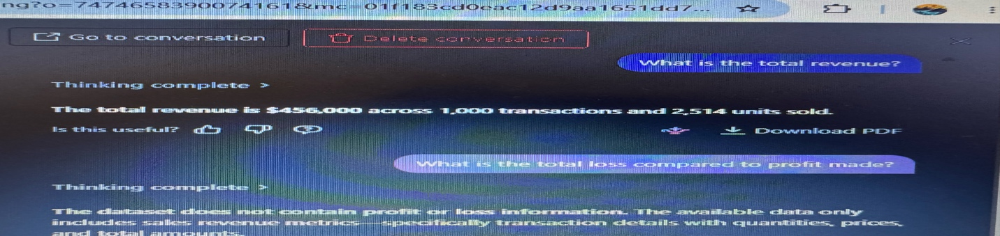 ng?o=7474658390074161&mc=01f183cd0eac12d9aa1651dd7...
Go to conversation
Delete conversation
What is the total revenue?
Thinking complete >
The total revenue is $456,000 across 1,000 transactions and 2,514 units sold.
Is this useful?
Download PDF
What is the total loss compared to profit made?
Thinking complete >
The dataset does not contain profit or loss information. The available data only
includes sales revenue metrics—specifically transaction details with quantities, prices,
and total amounts.